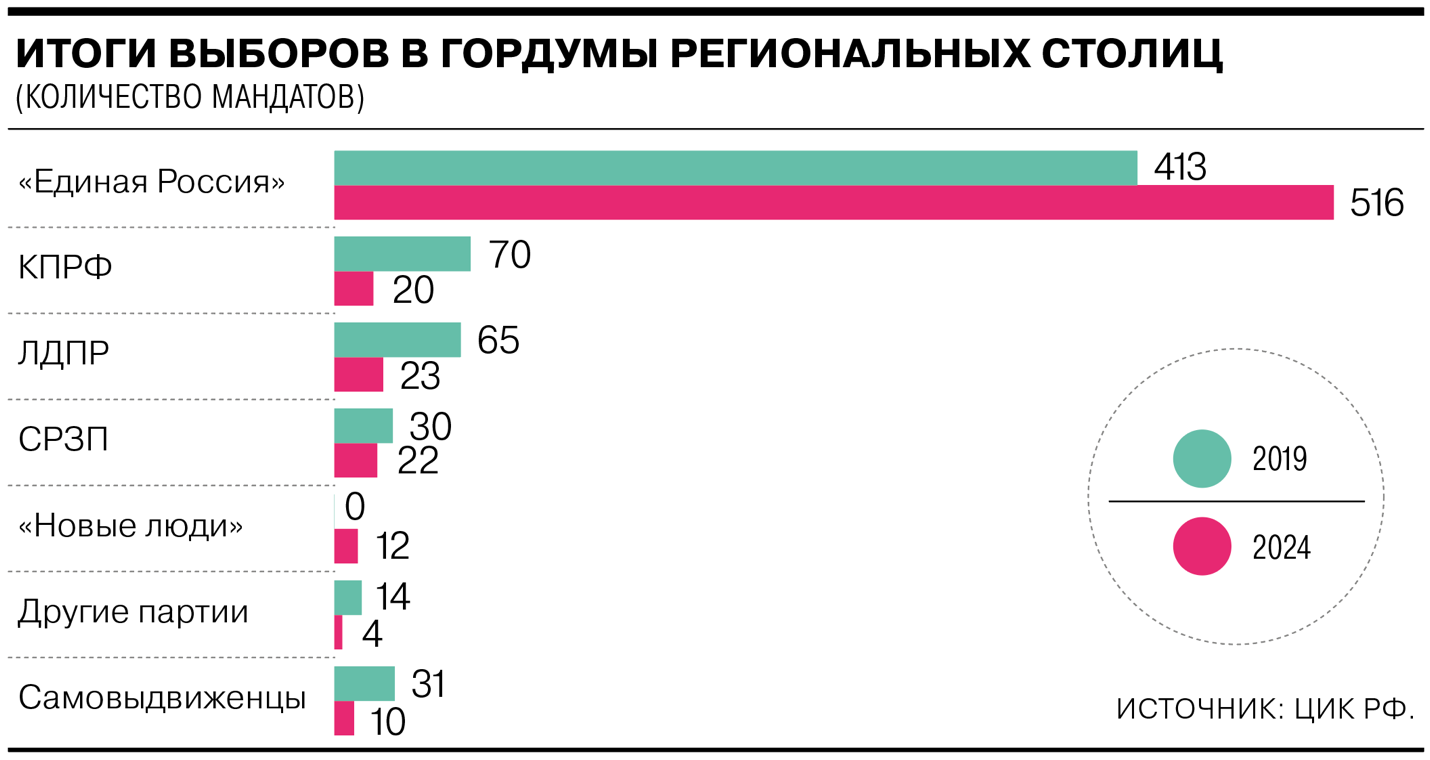 ИТОГИ ВЫБОРОВ В ГОРДУМЫ РЕГИОНАЛЬНЫХ СТОЛИЦ
(КОЛИЧЕСТВО МАНДАТОВ)
«Единая Россия»
413
516
КПРФ
70
20
ЛДПР
65
23
СРЗП
30
22
«Новые люди»
0
12
Другие партии
14
4
Самовыдвиженцы
31
10
2019
2024
ИСТОЧНИК: ЦИК РФ.